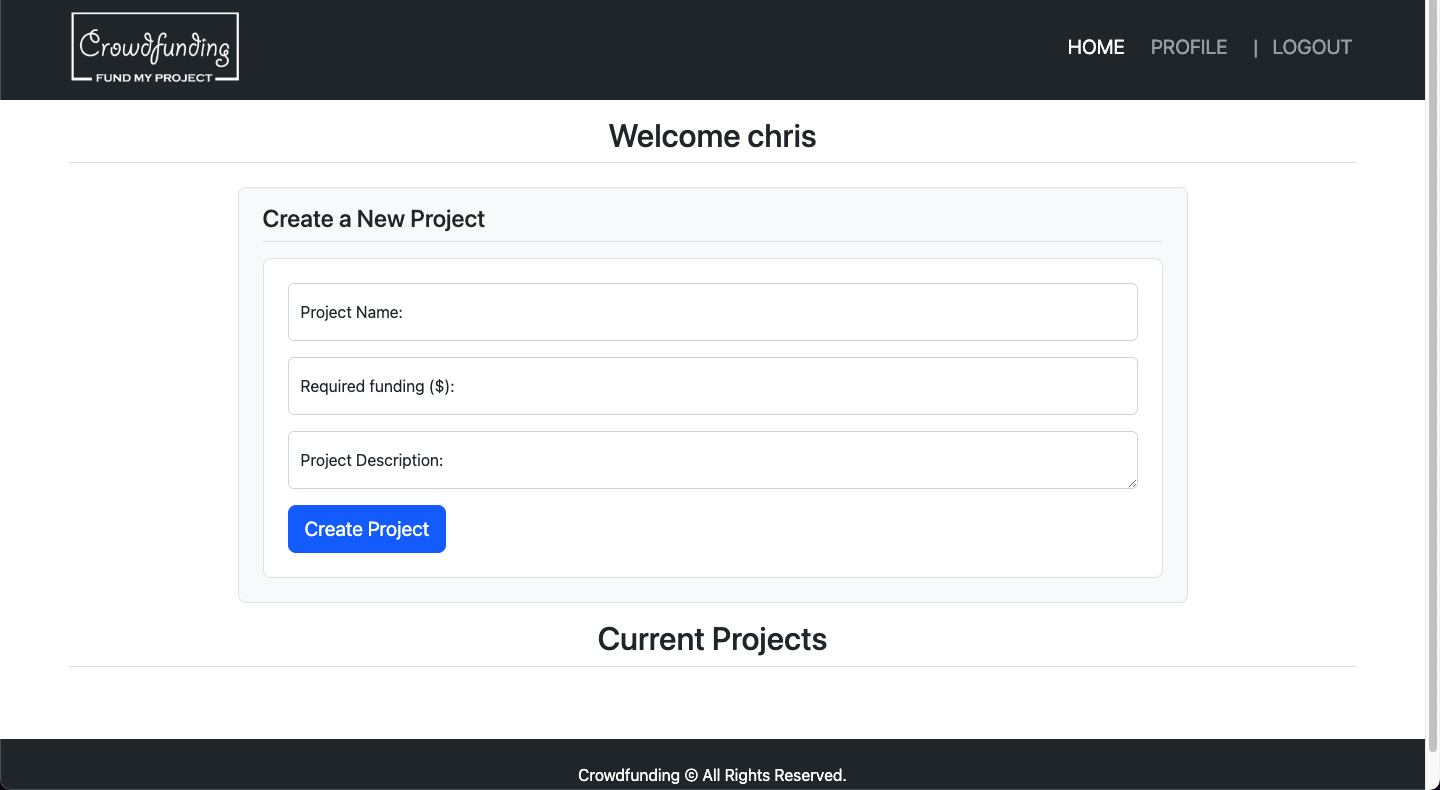 Crowdfunding
FUND MY PROJECT
HOME PROFILE | LOGOUT
Welcome chris
Create a New Project
Project Name:
Required funding ($):
Project Description:
Create Project
Current Projects
Crowdfunding © All Rights Reserved.